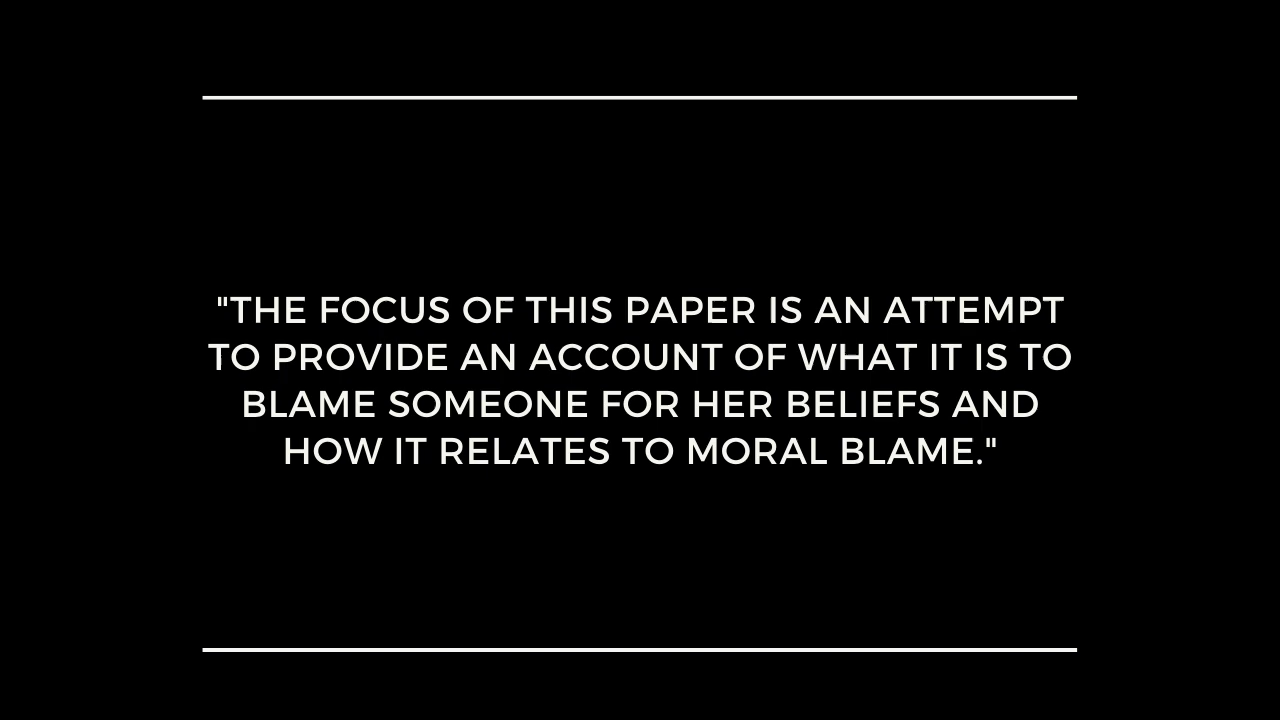 "THE FOCUS OF THIS PAPER IS AN ATTEMPT
TO PROVIDE AN ACCOUNT OF WHAT IT IS TO
BLAME SOMEONE FOR HER BELIEFS AND
HOW IT RELATES TO MORAL BLAME."